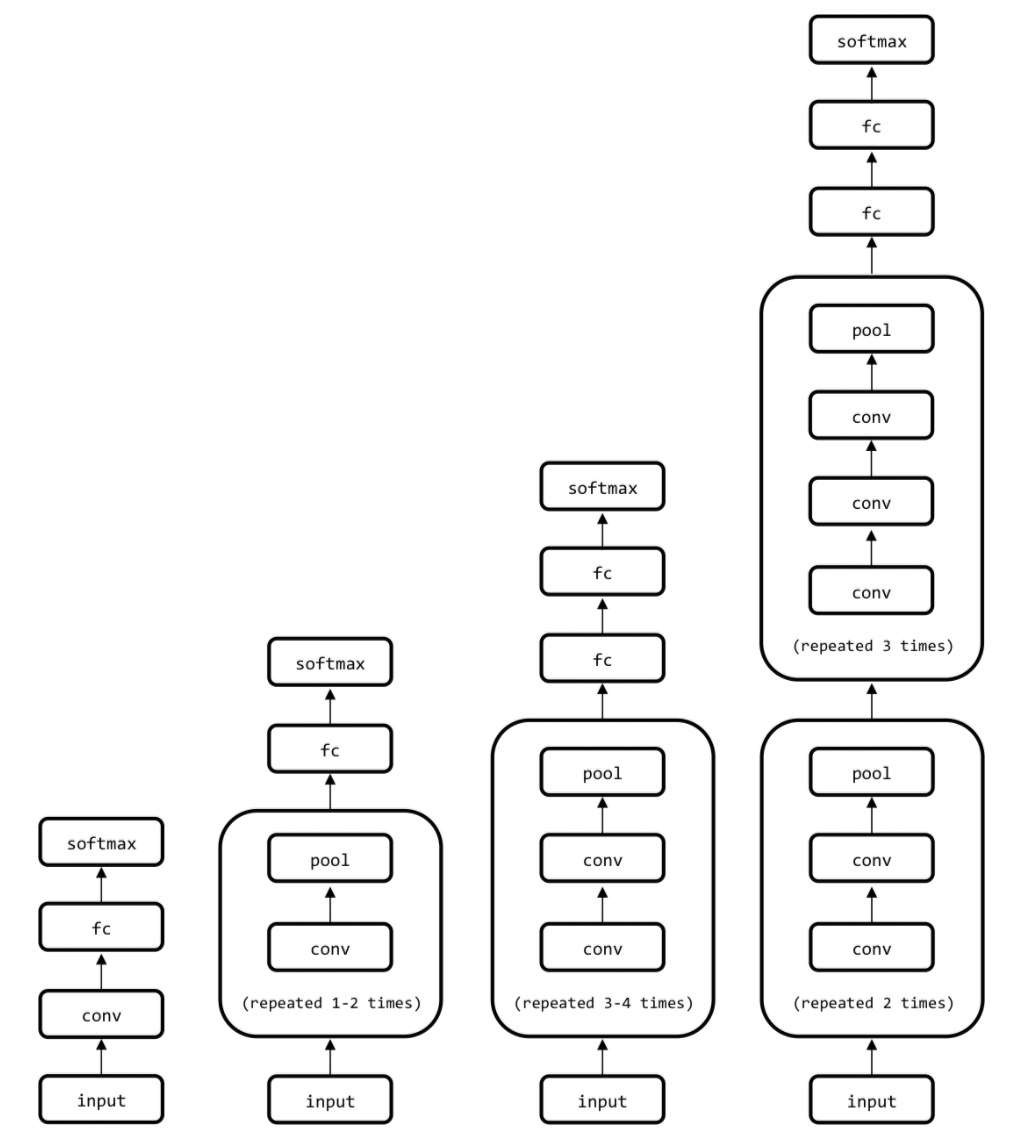 softmax
fc
conv
input
softmax
fc
pool
conv
(repeated 1-2 times)
input
softmax
fc
fc
pool
conv
conv
(repeated 3-4 times)
input
softmax
fc
fc
pool
conv
conv
conv
(repeated 3 times)
pool
conv
conv
(repeated 2 times)
input